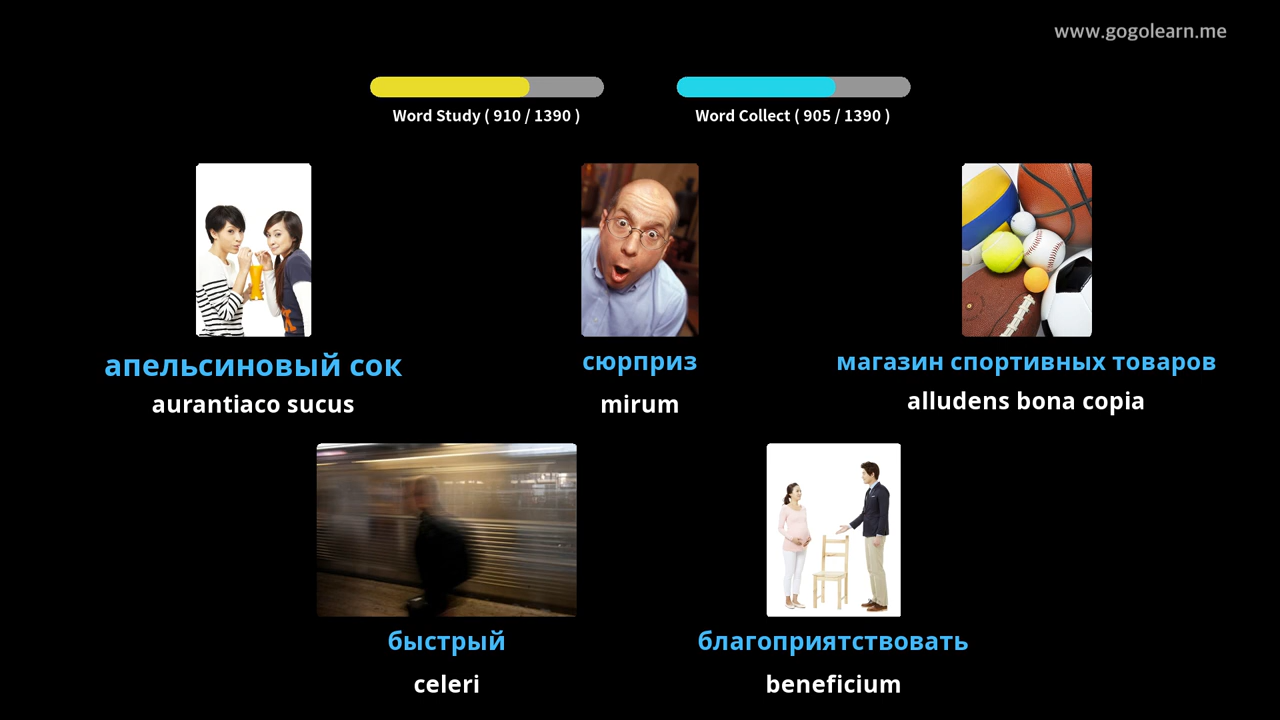 www.gogolearn.me
Word Study ( 910 / 1390 )
Word Collect ( 905 / 1390 )
апельсиновый сок
aurantiaco sucus
сюрприз
mirum
магазин спортивных товаров
alludens bona copia
быстрый
celeri
благоприятствовать
beneficium